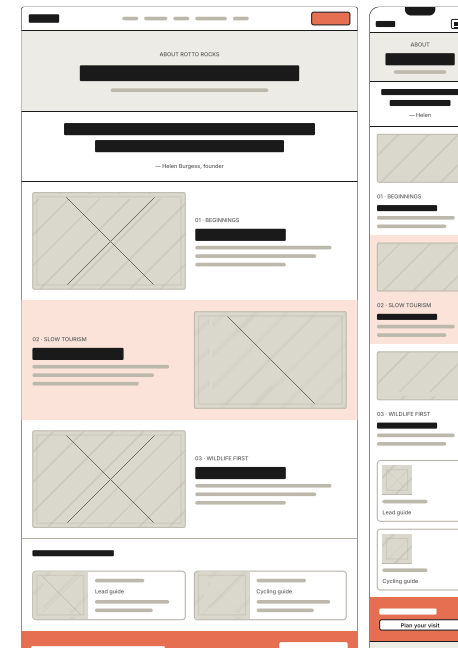 ABOUT ROTTO ROCKS
— Helen Burgess, founder
01 · BEGINNINGS
02 · SLOW TOURISM
03 · WILDLIFE FIRST
Lead guide
Cycling guide
ABOUT
— Helen
01 · BEGINNINGS
02 · SLOW TOURISM
03 · WILDLIFE FIRST
Lead guide
Cycling guide
Plan your visit